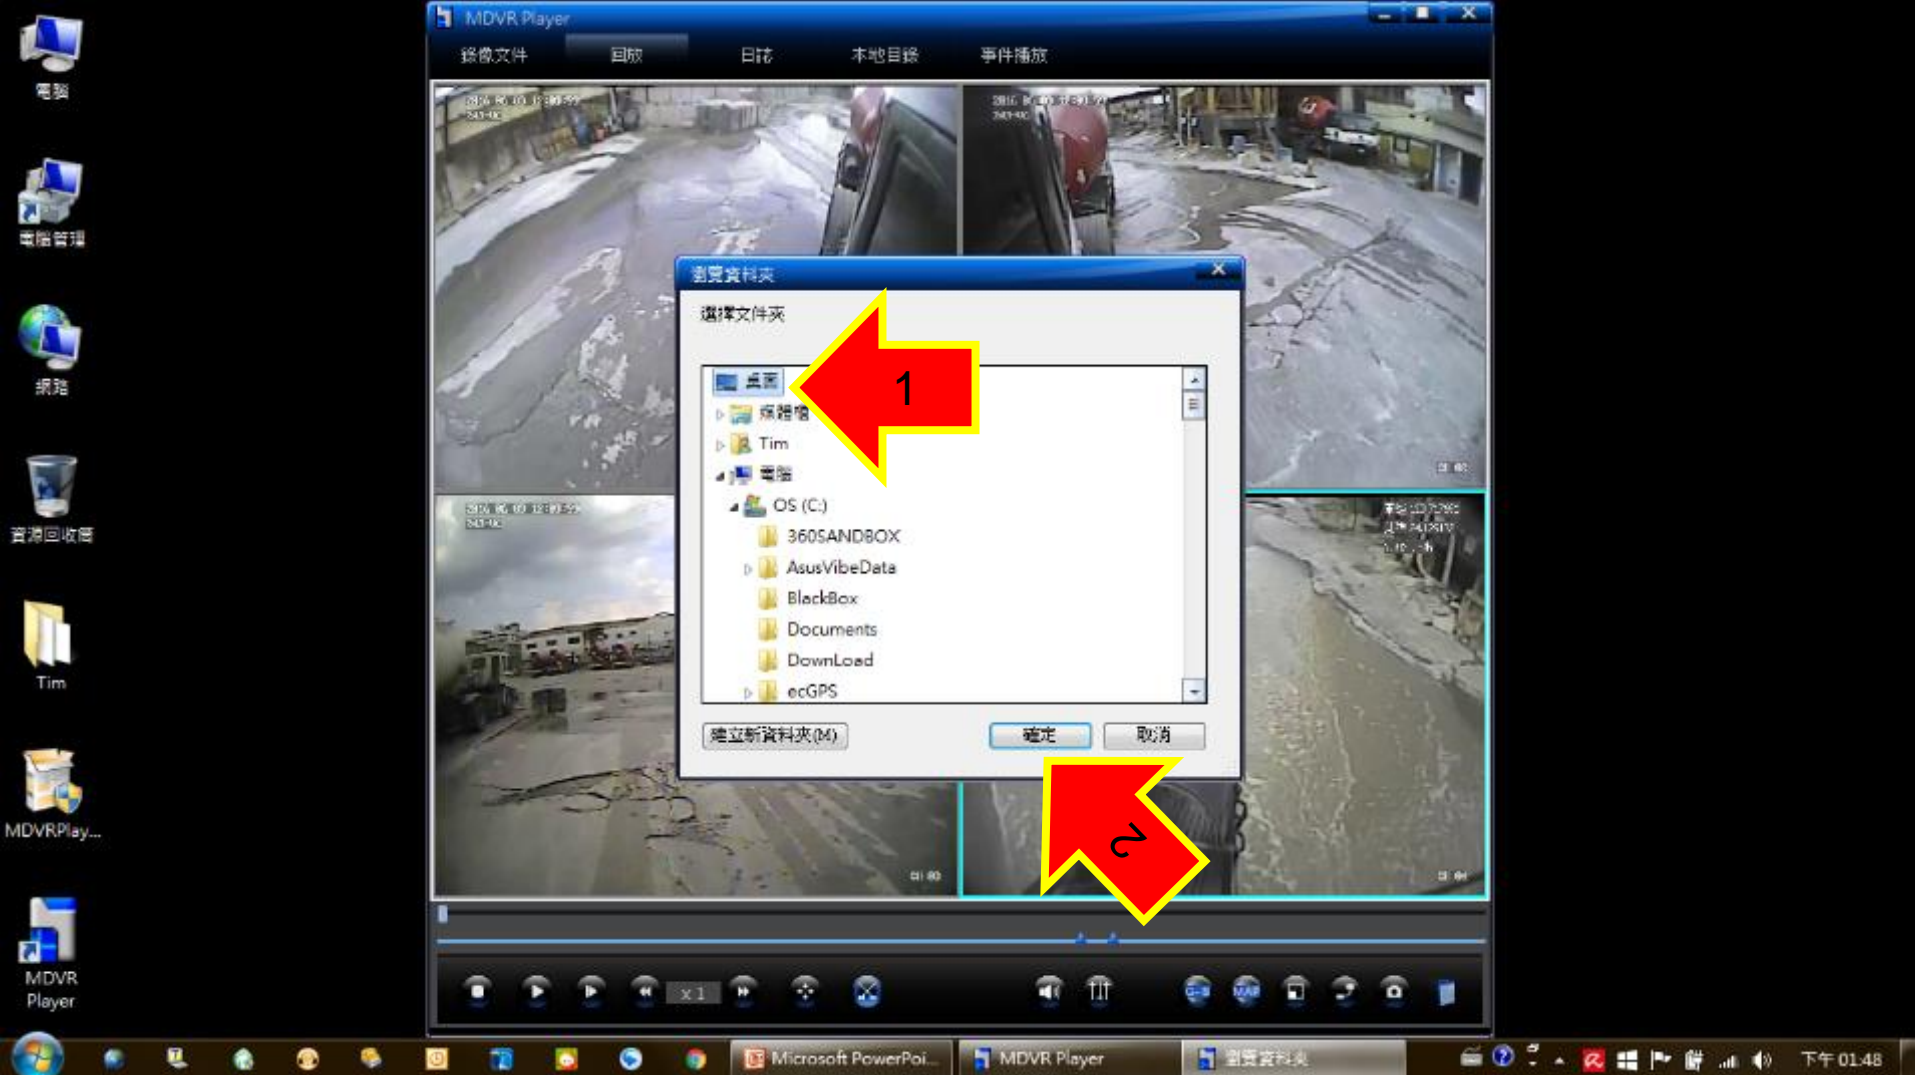 MDVR Player
錄像文件
回放
日誌
本地目錄
事件播放
電腦
電腦管理
網路
資源回收筒
Tim
MDVRPlay...
MDVR
Player
瀏覽資料夾
選擇文件夾
桌面
1
媒體櫃
Tim
電腦
OS (C:)
360SANDBOX
AsusVibeData
BlackBox
Documents
DownLoad
ecGPS
建立新資料夾(M)
確定
取消
2
x 1
MAP
Microsoft PowerPoi...
MDVR Player
瀏覽資料夾
下午 01:48